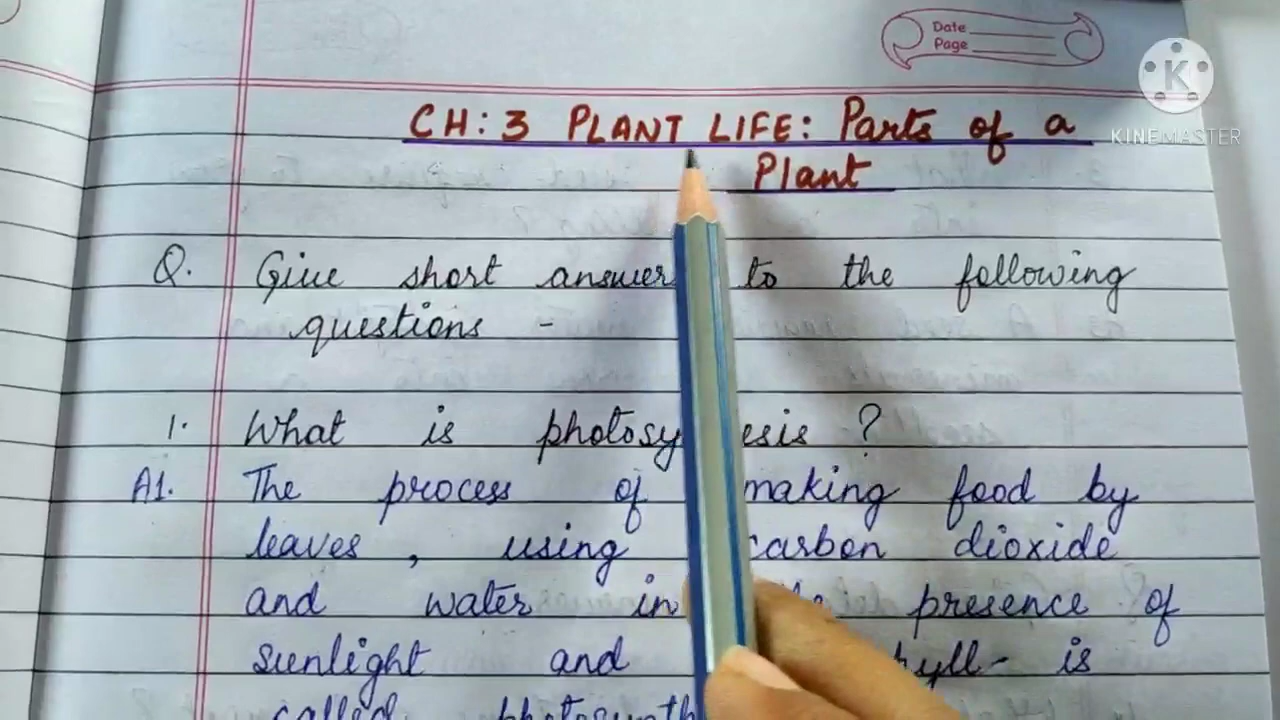 Date
Page
K
KINEMASTER
CH: 3 PLANT LIFE: Parts of a
Plant
Q. Give short answer to the following
questions -
1. What is ?
A1. The process of making food by
leaves, using carbon dioxide
and water in presence of
sunlight and is
called